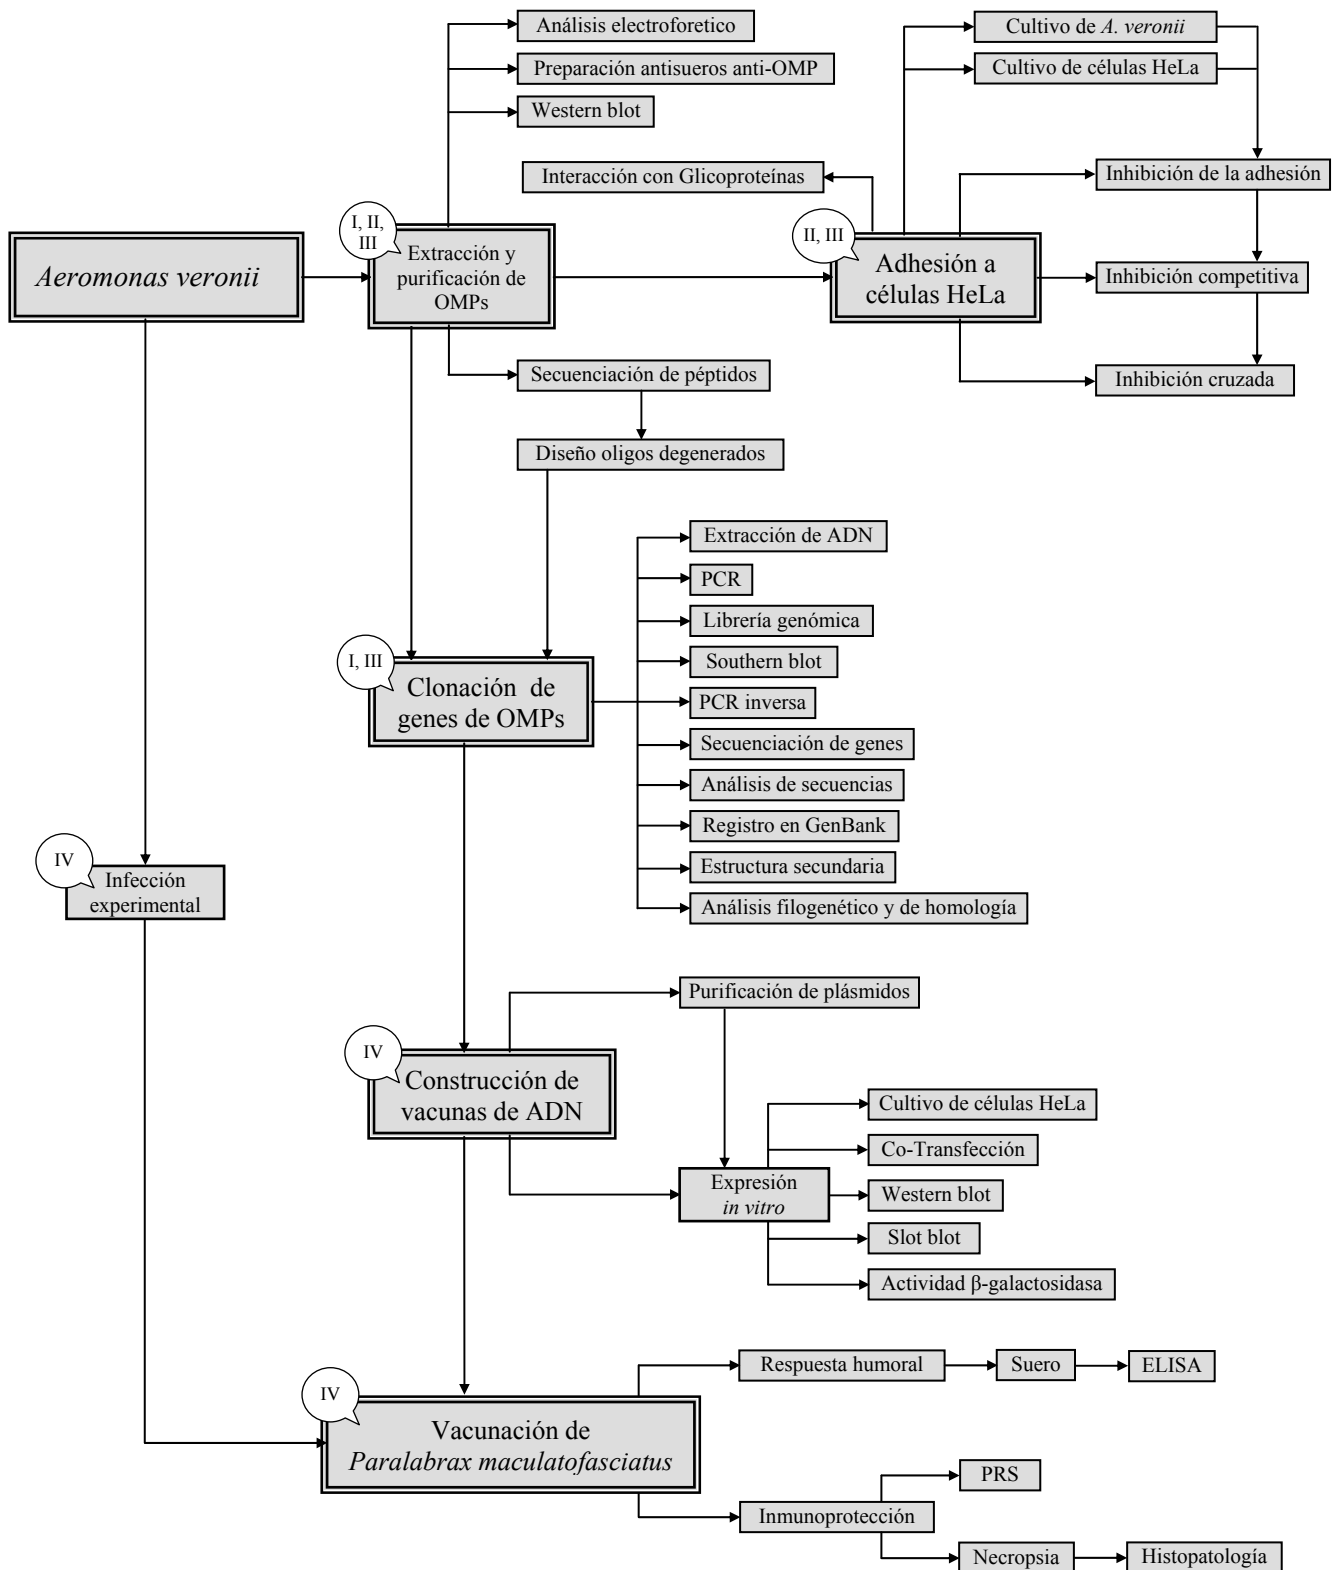 Análisis electroforetico
Preparación antisueros anti-OMP
Western blot
Cultivo de A. veronii
Cultivo de células HeLa
Interacción con Glicoproteínas
Inhibición de la adhesión
I, II,
III
II, III
Aeromonas veronii
Extracción y
purificación de
OMPs
Adhesión a
células HeLa
Inhibición competitiva
Secuenciación de péptidos
Inhibición cruzada
Diseño oligos degenerados
Extracción de ADN
PCR
Librería genómica
I, III
Clonación de
genes de OMPs
Southern blot
PCR inversa
Secuenciación de genes
Análisis de secuencias
Registro en GenBank
Estructura secundaria
Análisis filogenético y de homología
IV
Infección
experimental
Purificación de plásmidos
IV
Construcción de
vacunas de ADN
Cultivo de células HeLa
Co-Transfección
Expresión
in vitro
Western blot
Slot blot
Actividad β-galactosidasa
Respuesta humoral
Suero
ELISA
IV
Vacunación de
Paralabrax maculatofasciatus
PRS
Inmunoprotección
Necropsia
Histopatología